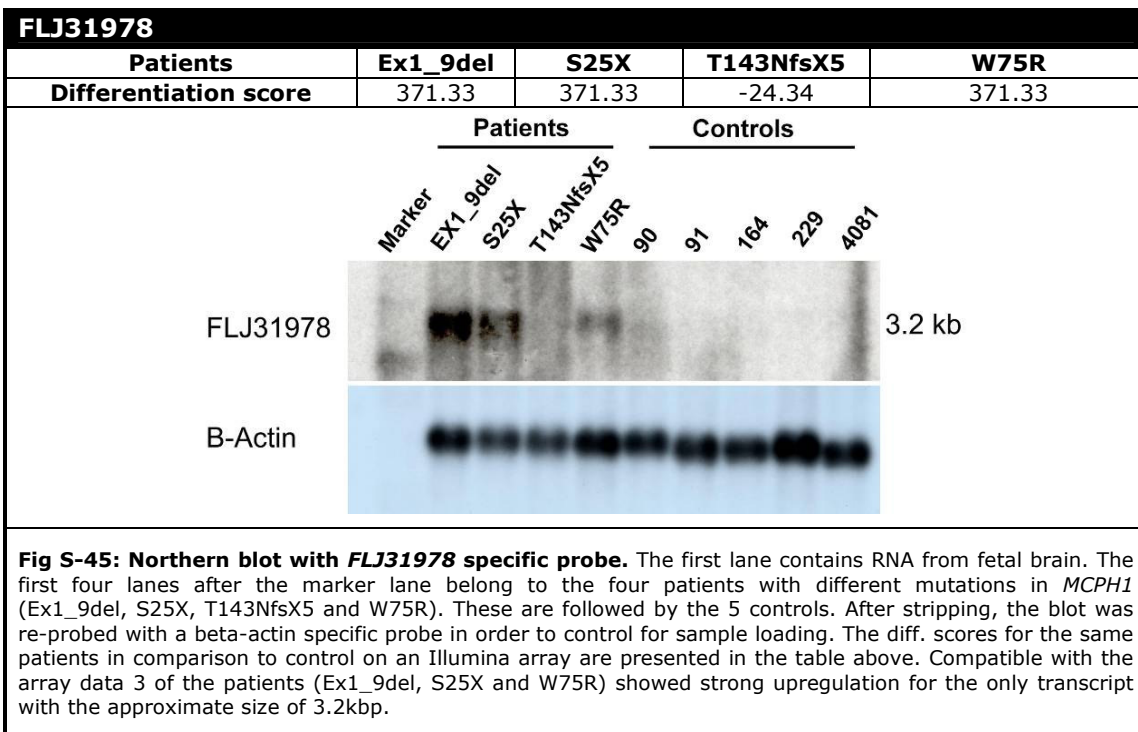 FLJ31978
Patients Ex1_9del S25X T143NfsX5 W75R
Differentiation score 371.33 371.33 -24.34 371.33
Patients Controls
Marker EX1_9del S25X T143NfsX5 W75R 90 91 164 229 4081
FLJ31978 3.2 kb
B-Actin
Fig S-45: Northern blot with FLJ31978 specific probe. The first lane contains RNA from fetal brain. The
first four lanes after the marker lane belong to the four patients with different mutations in MCPH1
(Ex1_9del, S25X, T143NfsX5 and W75R). These are followed by the 5 controls. After stripping, the blot was
re-probed with a beta-actin specific probe in order to control for sample loading. The diff. scores for the same
patients in comparison to control on an Illumina array are presented in the table above. Compatible with the
array data 3 of the patients (Ex1_9del, S25X and W75R) showed strong upregulation for the only transcript
with the approximate size of 3.2kbp.